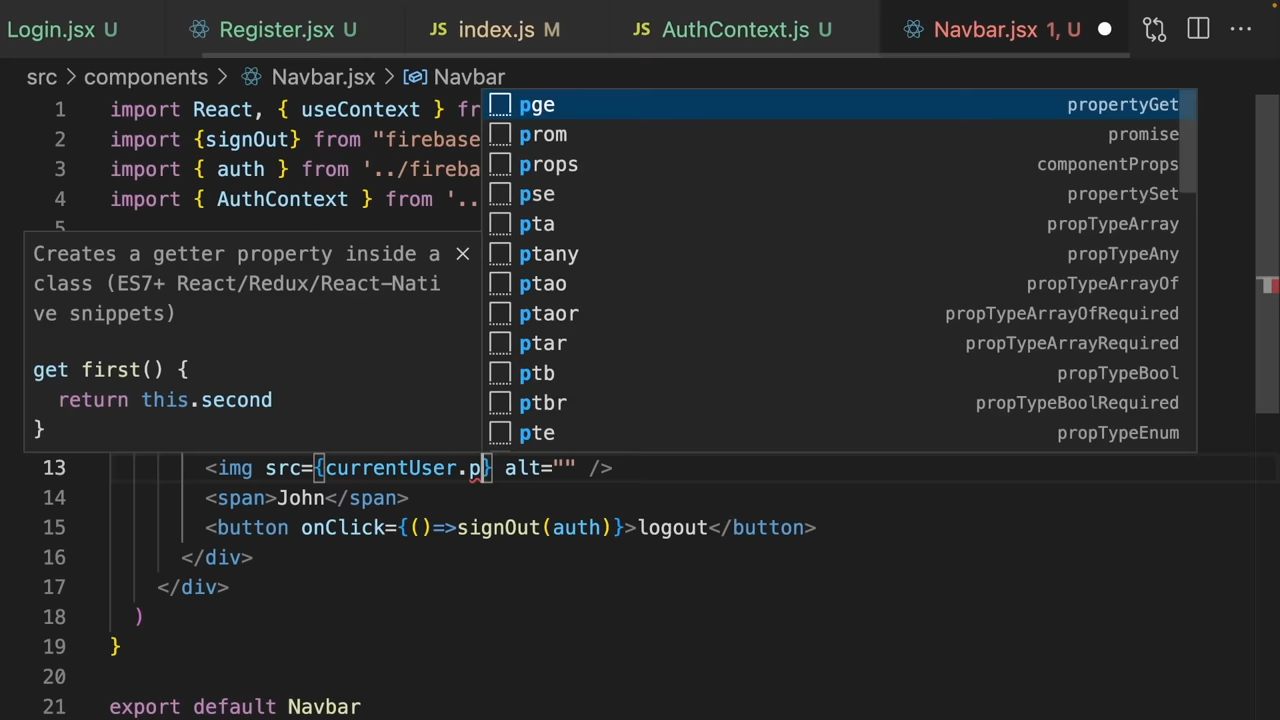 Login.jsx U Register.jsx U JS index.js M JS AuthContext.js U Navbar.jsx 1, U
src > components > Navbar.jsx > Navbar
1 import React, { useContext } fr
2 import {signOut} from "firebase
3 import { auth } from '../fireba
4 import { AuthContext } from '..
5
pge propertyGet
prom promise
props componentProps
pse propertySet
pta propTypeArray
ptany propTypeAny
ptao propTypeArrayOf
ptaor propTypeArrayOfRequired
ptar propTypeArrayRequired
ptb propTypeBool
ptbr propTypeBoolRequired
pte propTypeEnum
Creates a getter property inside a
class (ES7+ React/Redux/React-Nati
ve snippets)
get first() {
return this.second
}
13 <img src={currentUser.p} alt="" />
14 <span>John</span>
15 <button onClick={()=>signOut(auth)}>logout</button>
16 </div>
17 </div>
18 )
19 }
20
21 export default Navbar